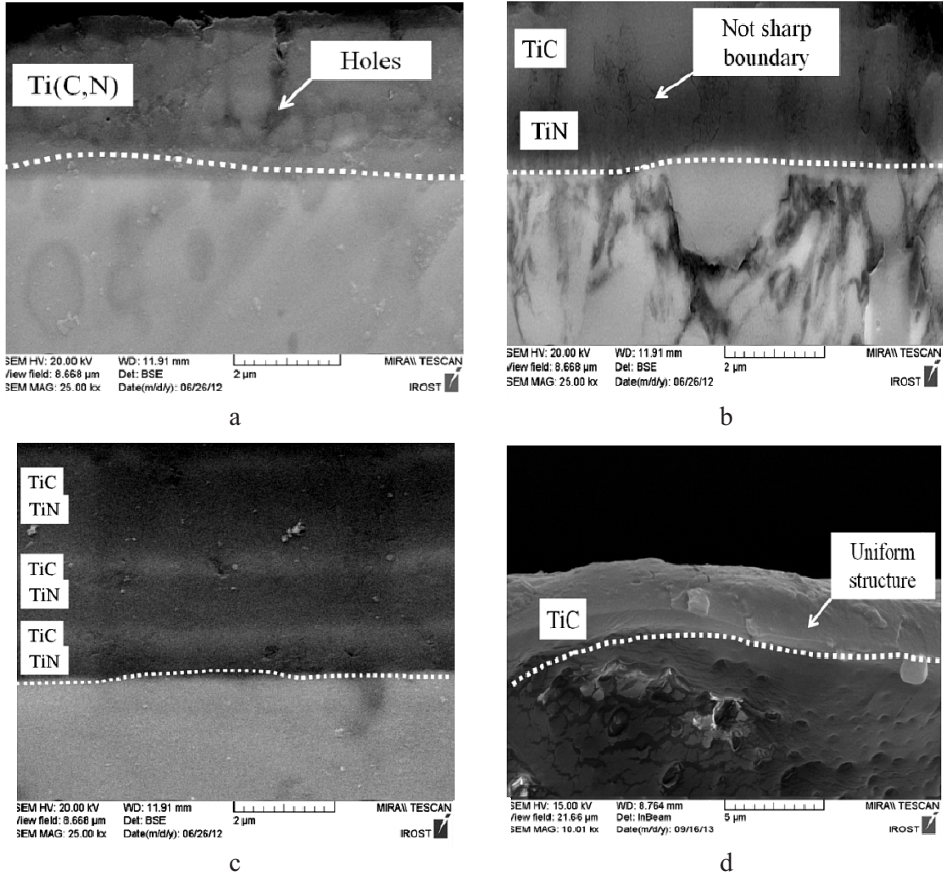 Ti(C,N)
Holes
SEM HV: 20.00 kV WD: 11.91 mm
View field: 8.668 µm Det: BSE 2 µm
SEM MAG: 25.00 kx Date(m/d/y): 06/26/12
MIRA\\ TESCAN
IROST
a
TiC
Not sharp
boundary
TiN
SEM HV: 20.00 kV WD: 11.91 mm
View field: 8.668 µm Det: BSE 2 µm
SEM MAG: 25.00 kx Date(m/d/y): 06/26/12
MIRA\\ TESCAN
IROST
b
TiC
TiN
TiC
TiN
TiC
TiN
SEM HV: 20.00 kV WD: 11.91 mm
View field: 8.668 µm Det: BSE 2 µm
SEM MAG: 25.00 kx Date(m/d/y): 06/26/12
MIRA\\ TESCAN
IROST
c
Uniform
structure
TiC
SEM HV: 15.00 kV WD: 8.764 mm
View field: 21.66 µm Det: InBeam 5 µm
SEM MAG: 10.01 kx Date(m/d/y): 09/16/13
MIRA\\ TESCAN
IROST
d